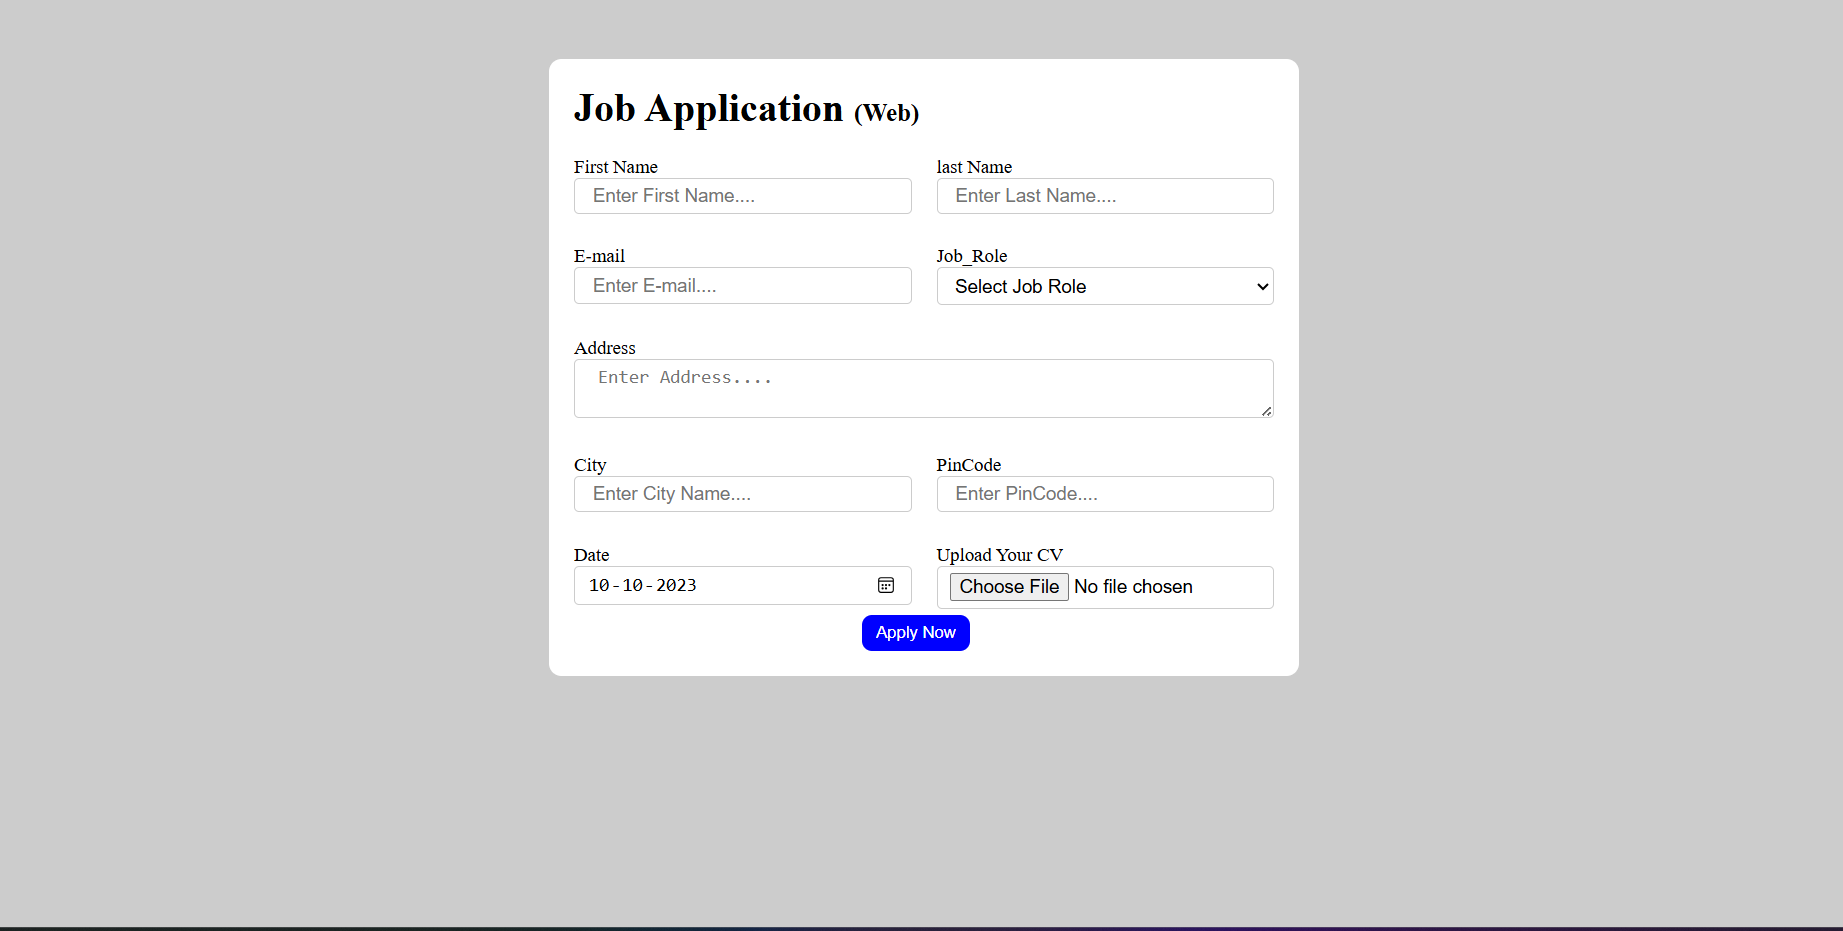 Job Application (Web)
First Name last Name
Enter First Name.... Enter Last Name....
E-mail Job_Role
Enter E-mail.... Select Job Role
Address
Enter Address....
City PinCode
Enter City Name.... Enter PinCode....
Date Upload Your CV
10-10-2023 Choose File No file chosen
Apply Now